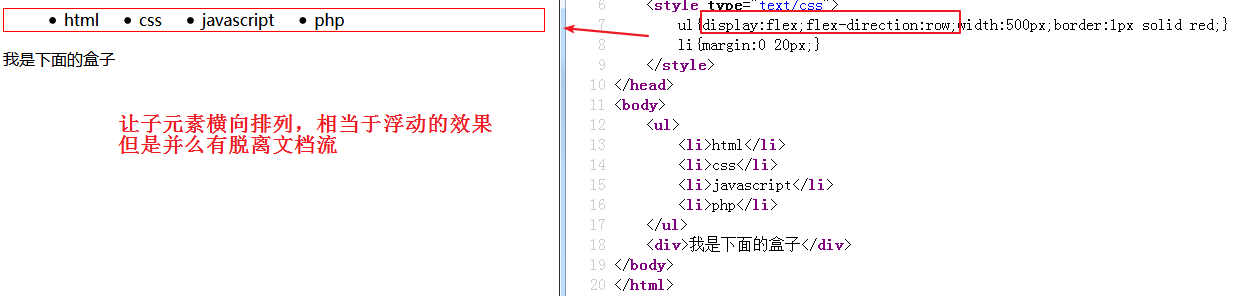 ● html ● css ● javascript ● php
我是下面的盒子
让子元素横向排列，相当于浮动的效果
但是并么有脱离文档流
6 <style type="text/css">
7 ul{display:flex;flex-direction:row;width:500px;border:1px solid red;}
8 li{margin:0 20px;}
9 </style>
10 </head>
11 <body>
12 <ul>
13 <li>html</li>
14 <li>css</li>
15 <li>javascript</li>
16 <li>php</li>
17 </ul>
18 <div>我是下面的盒子</div>
19 </body>
20 </html>